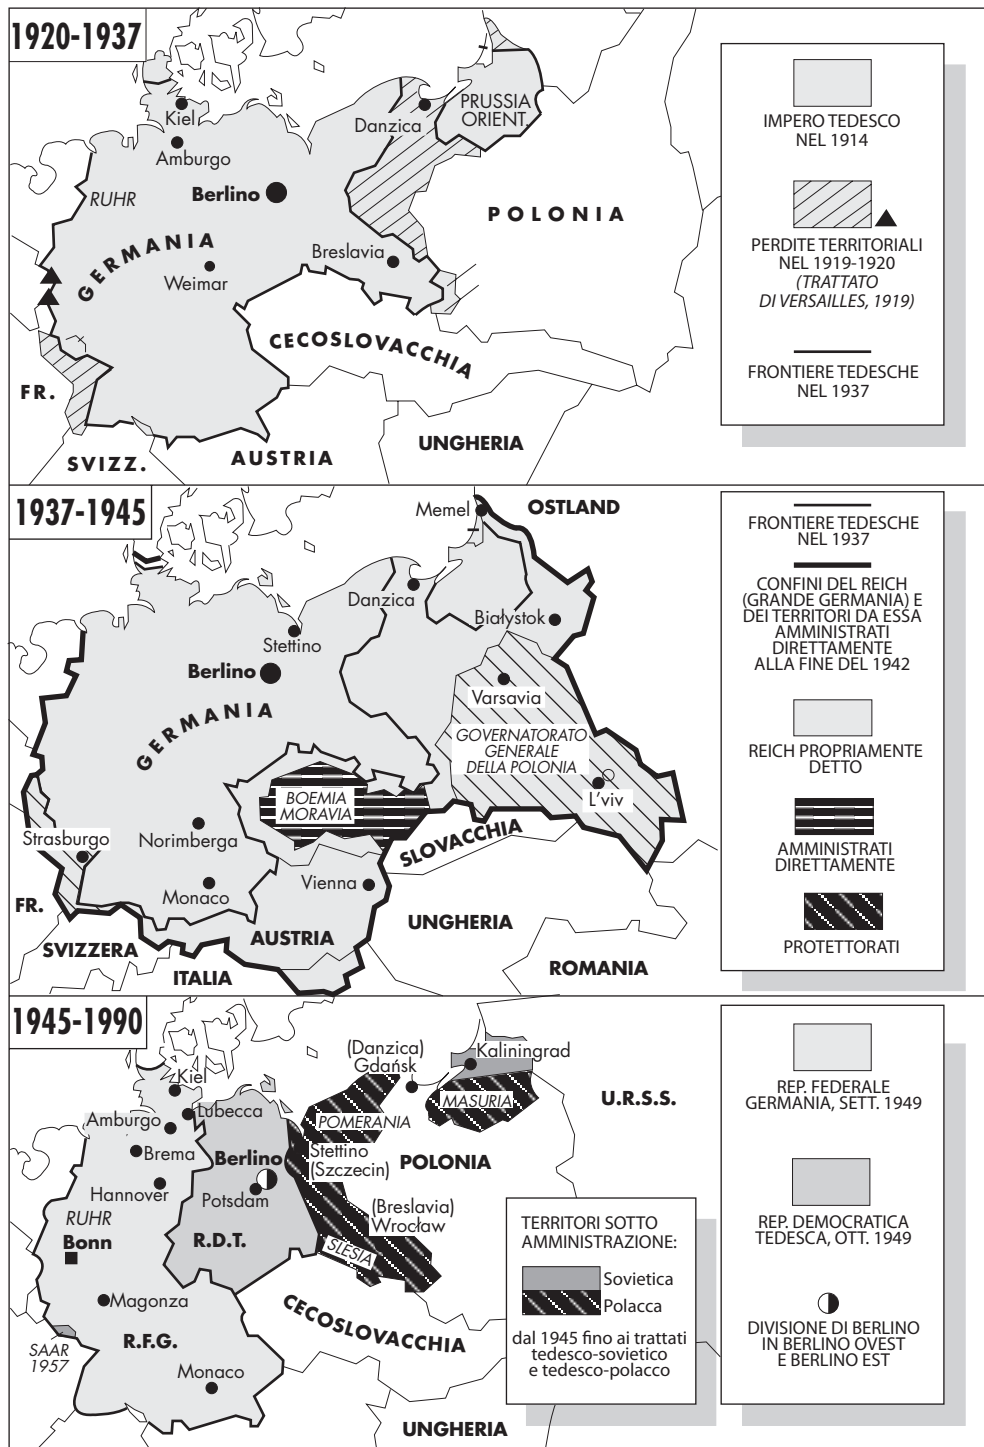 1920-1937
Kiel
Amburgo
RUHR
Berlino
GERMANIA
Weimar
Danzica
PRUSSIA
ORIENT.
POLONIA
Breslavia
CECOSLOVACCHIA
FR.
SVIZZ.
AUSTRIA
UNGHERIA
IMPERO TEDESCO
NEL 1914
PERDITE TERRITORIALI
NEL 1919-1920
(TRATTATO
DI VERSAILLES, 1919)
FRONTIERE TEDESCHE
NEL 1937
1937-1945
Memel
OSTLAND
Danzica
Białystok
Stettino
Berlino
Varsavia
GERMANIA
GOVERNATORATO
GENERALE
DELLA POLONIA
L'viv
BOEMIA
MORAVIA
Strasburgo
Norimberga
SLOVACCHIA
Monaco
Vienna
FR.
SVIZZERA
AUSTRIA
UNGHERIA
ITALIA
ROMANIA
FRONTIERE TEDESCHE
NEL 1937
CONFINI DEL REICH
(GRANDE GERMANIA) E
DEI TERRITORI DA ESSA
AMMINISTRATI
DIRETTAMENTE
ALLA FINE DEL 1942
REICH PROPRIAMENTE
DETTO
AMMINISTRATI
DIRETTAMENTE
PROTETTORATI
1945-1990
Kiel
Lubecca
Amburgo
Brema
Hannover
RUHR
Bonn
Magonza
R.F.G.
SAAR
1957
Monaco
Berlino
Potsdam
R.D.T.
(Danzica)
Gdańsk
Kaliningrad
MASURIA
POMERANIA
U.R.S.S.
Stettino
(Szczecin)
POLONIA
(Breslavia)
Wrocław
SLESIA
CECOSLOVACCHIA
UNGHERIA
TERRITORI SOTTO
AMMINISTRAZIONE:
Sovietica
Polacca
dal 1945 fino ai trattati
tedesco-sovietico
e tedesco-polacco
REP. FEDERALE
GERMANIA, SETT. 1949
REP. DEMOCRATICA
TEDESCA, OTT. 1949
DIVISIONE DI BERLINO
IN BERLINO OVEST
E BERLINO EST